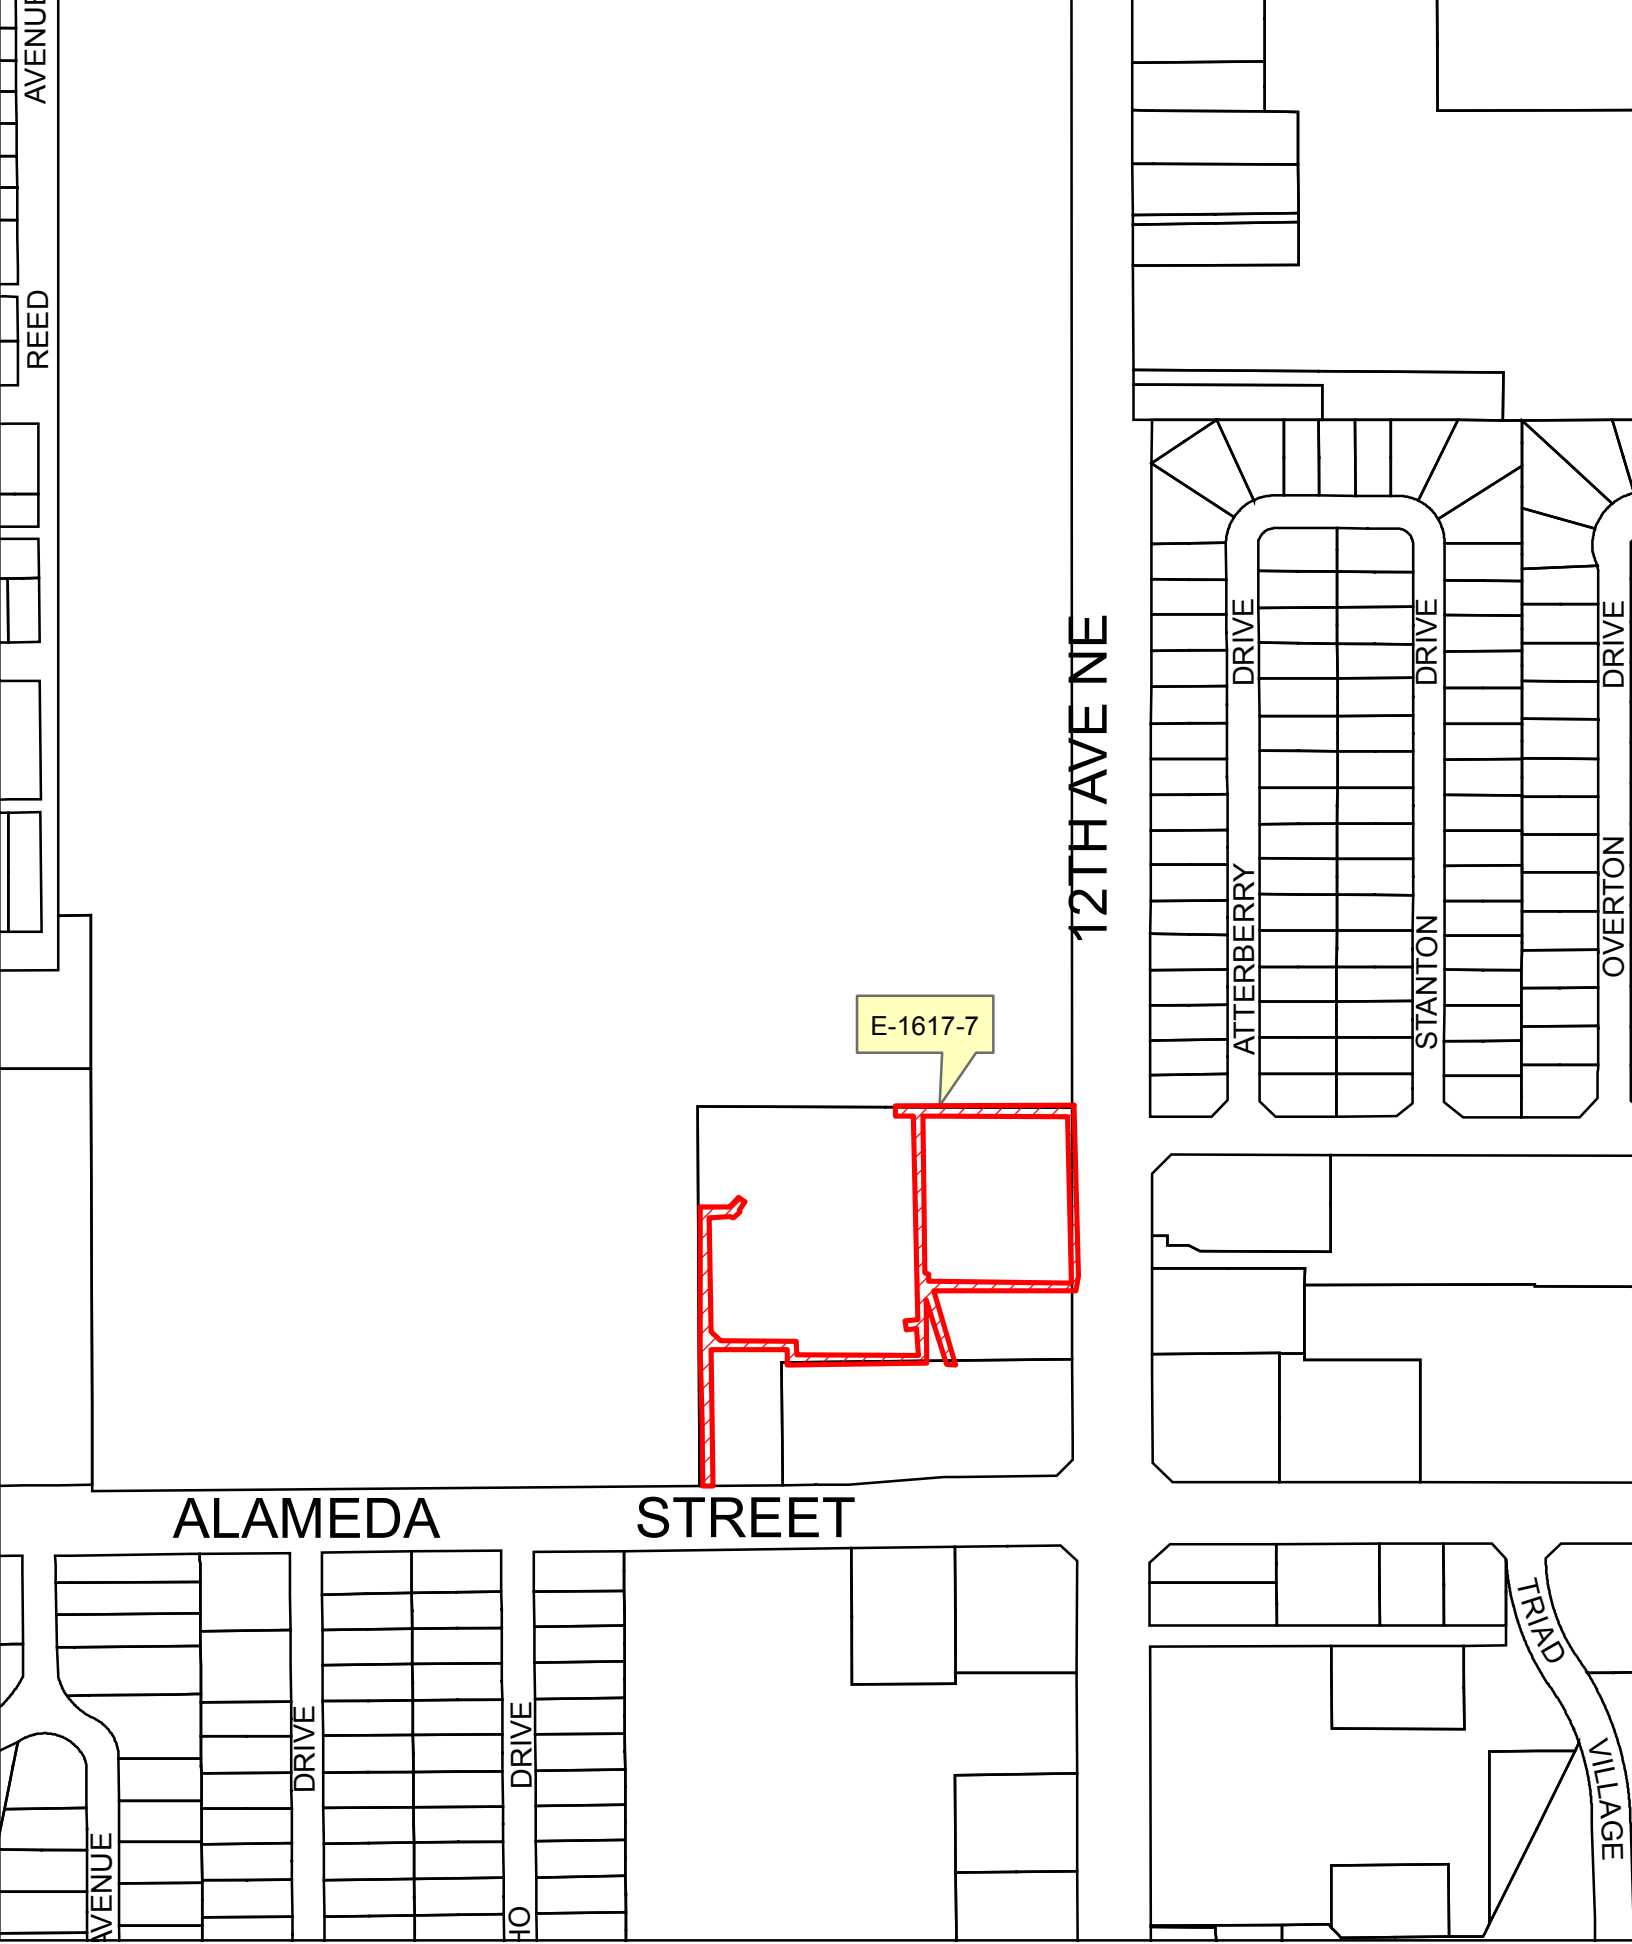 AVENUE
REED
12TH AVE NE
DRIVE
DRIVE
DRIVE
ATTERBERRY
STANTON
OVERTON
E-1617-7
ALAMEDA STREET
TRIAD
VILLAGE
DRIVE
DRIVE
AVENUE
HO